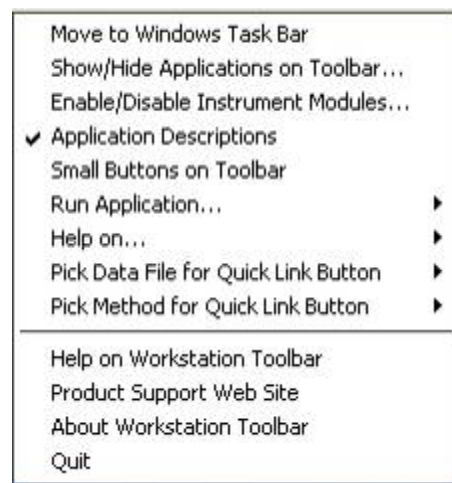 Move to Windows Task Bar
Show/Hide Applications on Toolbar...
Enable/Disable Instrument Modules...
Application Descriptions
Small Buttons on Toolbar
Run Application...
Help on...
Pick Data File for Quick Link Button
Pick Method for Quick Link Button
Help on Workstation Toolbar
Product Support Web Site
About Workstation Toolbar
Quit